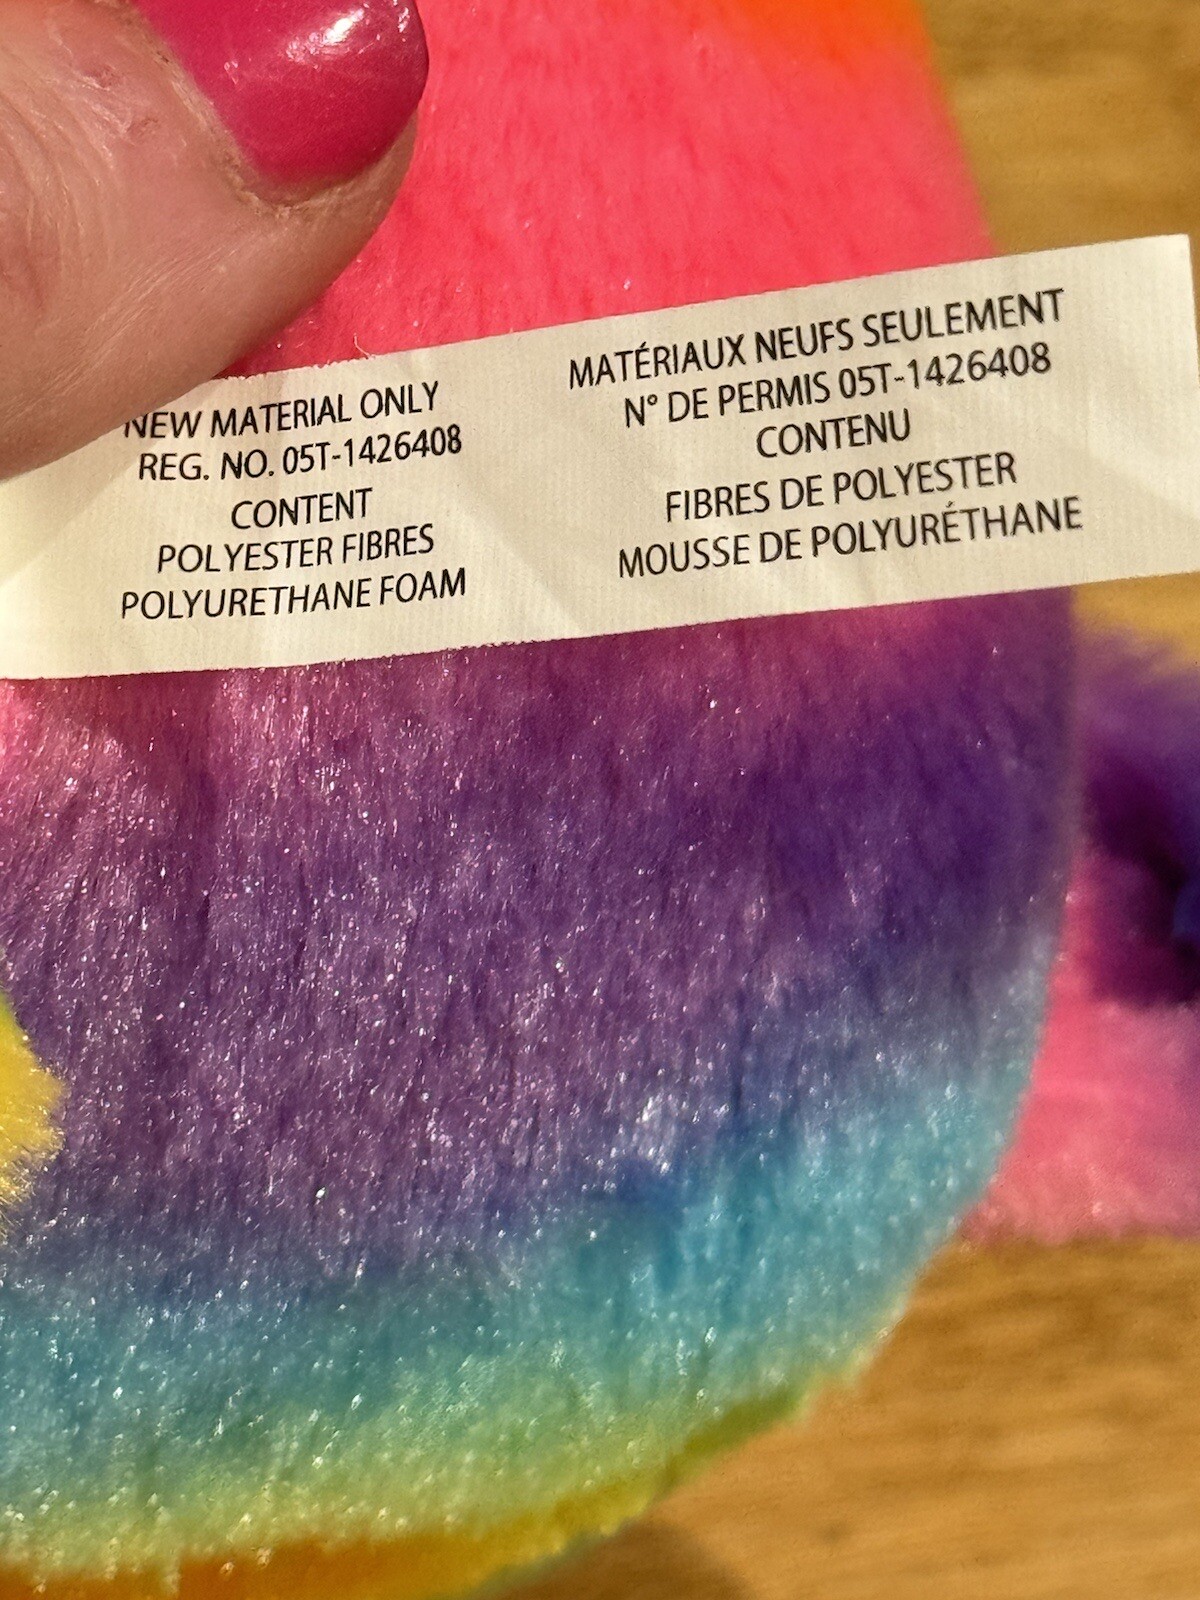 NEW MATERIAL ONLY
REG. NO. 05T-1426408
CONTENT
POLYESTER FIBRES
POLYURETHANE FOAM
MATÉRIAUX NEUFS SEULEMENT
N° DE PERMIS 05T-1426408
CONTENU
FIBRES DE POLYESTER
MOUSSE DE POLYURÉTHANE